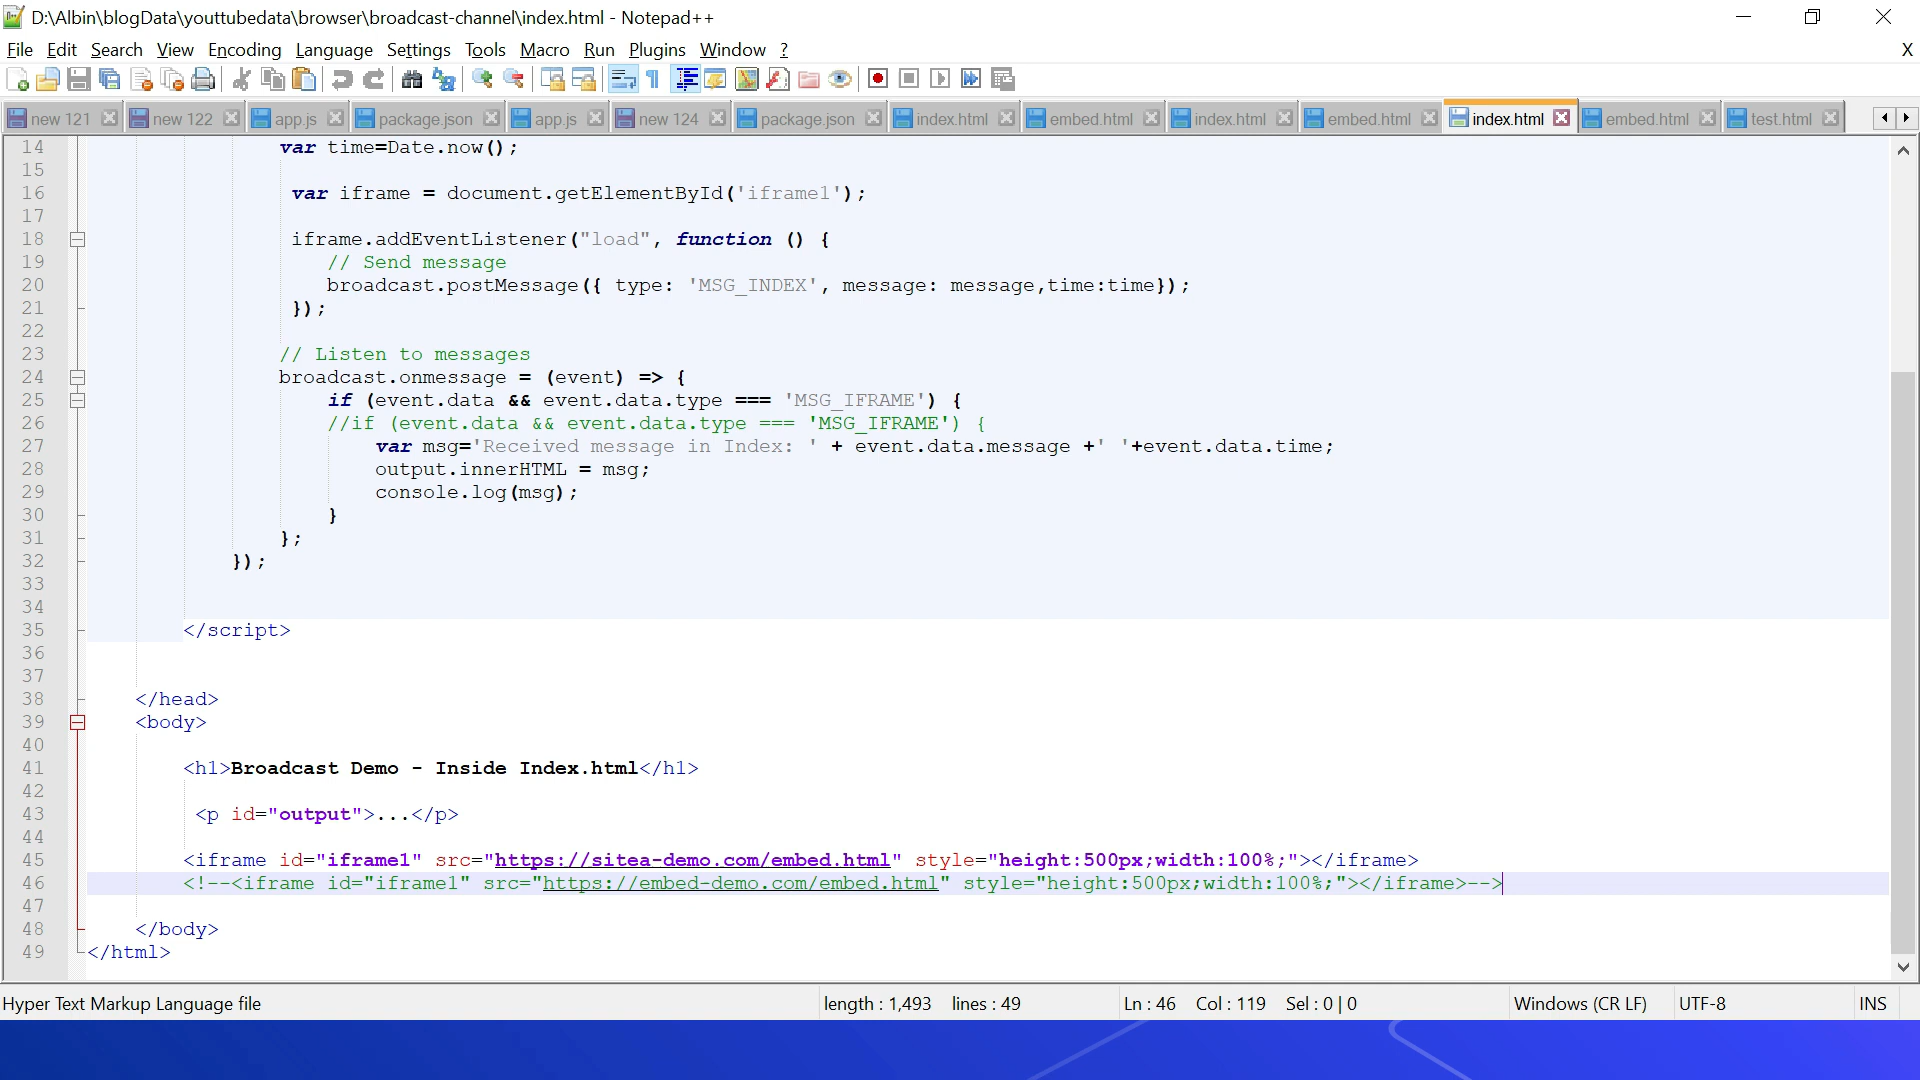 D:\Albin\blogData\youttubedata\browser\broadcast-channel\index.html - Notepad++
File Edit Search View Encoding Language Settings Tools Macro Run Plugins Window ? X
new 121 new 122 app.js package.json app.js new 124 package.json index.html embed.html index.html embed.html index.html embed.html test.html
14 var time=Date.now();
15
16 var iframe = document.getElementById('iframe1');
17
18 iframe.addEventListener("load", function () {
19 // Send message
20 broadcast.postMessage({ type: 'MSG_INDEX', message: message,time:time});
21 });
22
23 // Listen to messages
24 broadcast.onmessage = (event) => {
25 if (event.data && event.data.type === 'MSG_IFRAME') {
26 //if (event.data && event.data.type === 'MSG_IFRAME') {
27 var msg='Received message in Index: ' + event.data.message +' '+event.data.time;
28 output.innerHTML = msg;
29 console.log(msg);
30 }
31 };
32 });
33
34
35 </script>
36
37
38 </head>
39 <body>
40
41 <h1>Broadcast Demo - Inside Index.html</h1>
42
43 <p id="output">...</p>
44
45 <iframe id="iframe1" src="https://sitea-demo.com/embed.html" style="height:500px;width:100%;"></iframe>
46 <!--<iframe id="iframe1" src="https://embed-demo.com/embed.html" style="height:500px;width:100%;"></iframe>-->
47
48 </body>
49 </html>
Hyper Text Markup Language file length : 1,493 lines : 49 Ln : 46 Col : 119 Sel : 0 | 0 Windows (CR LF) UTF-8 INS